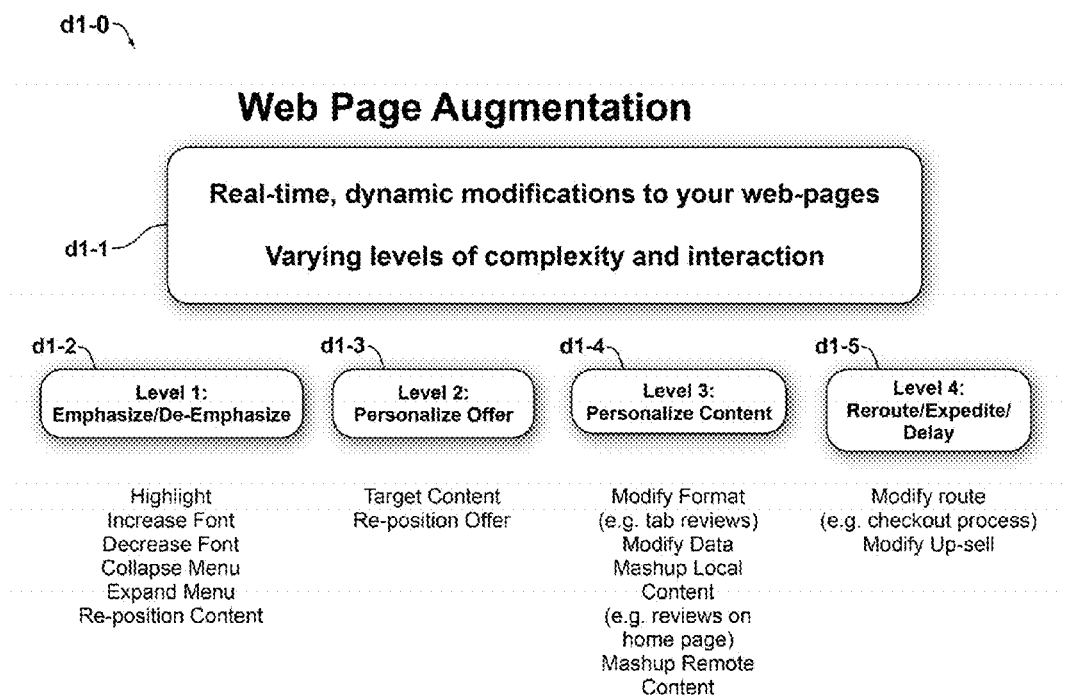 d1-0
Web Page Augmentation
Real-time, dynamic modifications to your web-pages
d1-1
Varying levels of complexity and interaction
d1-2
d1-3
d1-4
d1-5
Level 1:
Emphasize/De-Emphasize
Level 2:
Personalize Offer
Level 3:
Personalize Content
Level 4:
Reroute/Expedite/
Delay
Highlight
Increase Font
Decrease Font
Collapse Menu
Expand Menu
Re-position Content
Target Content
Re-position Offer
Modify Format
(e.g. tab reviews)
Modify Data
Mashup Local
Content
(e.g. reviews on
home page)
Mashup Remote
Content
Modify route
(e.g. checkout process)
Modify Up-sell